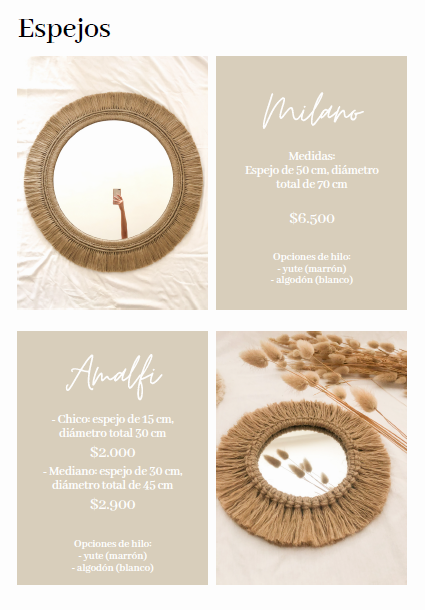 Espejos
Milano
Medidas:
Espejo de 50 cm, diámetro
total de 70 cm
$6.500
Opciones de hilo:
- yute (marrón)
- algodón (blanco)
Amalfi
- Chico: espejo de 15 cm,
diámetro total 30 cm
$2.000
- Mediano: espejo de 30 cm,
diámetro total de 45 cm
$2.900
Opciones de hilo:
- yute (marrón)
- algodón (blanco)